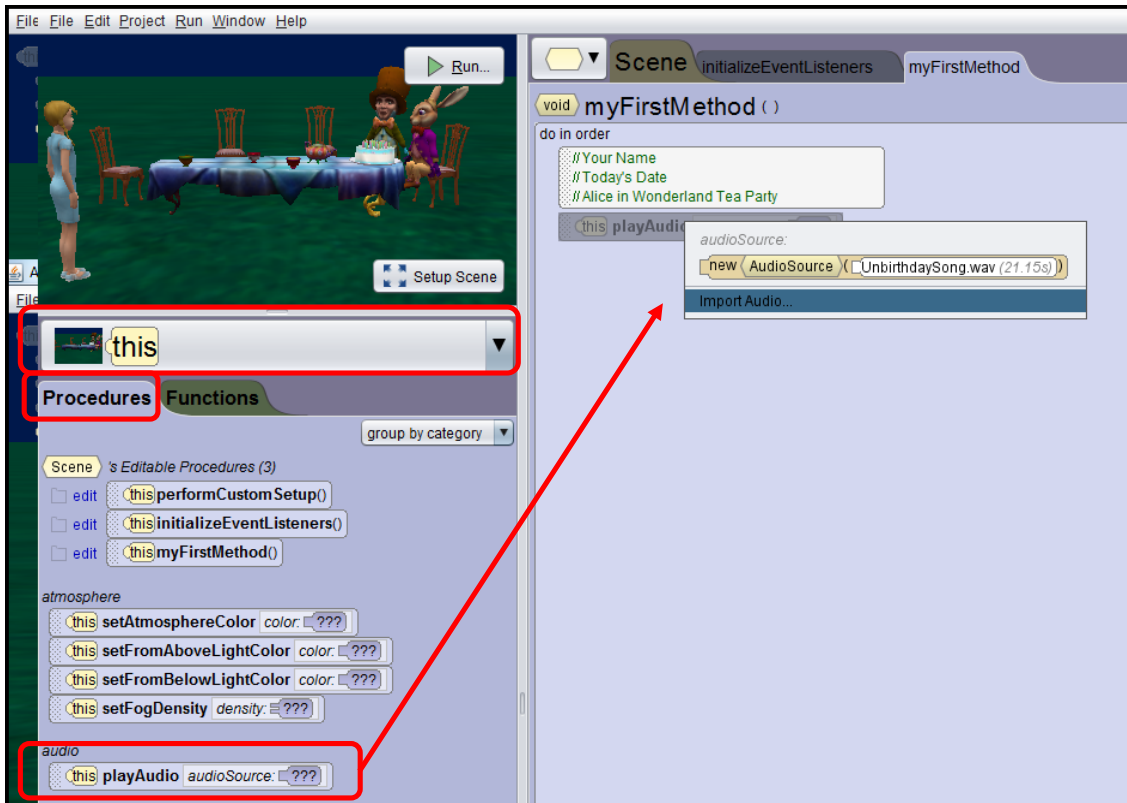 File File Edit Project Run Window Help
Run...
Setup Scene
A
File
this
Procedures Functions
group by category
Scene 's Editable Procedures (3)
edit this performCustomSetup()
edit this initializeEventListeners()
edit this myFirstMethod()
atmosphere
this setAtmosphereColor color: ???
this setFromAboveLightColor color: ???
this setFromBelowLightColor color: ???
this setFogDensity density: ???
audio
this playAudio audioSource: ???
Scene initializeEventListeners myFirstMethod
void myFirstMethod ( )
do in order
//Your Name
//Today's Date
//Alice in Wonderland Tea Party
this playAudio ???
audioSource:
new AudioSource ( UnbirthdaySong.wav (21.15s) )
Import Audio...